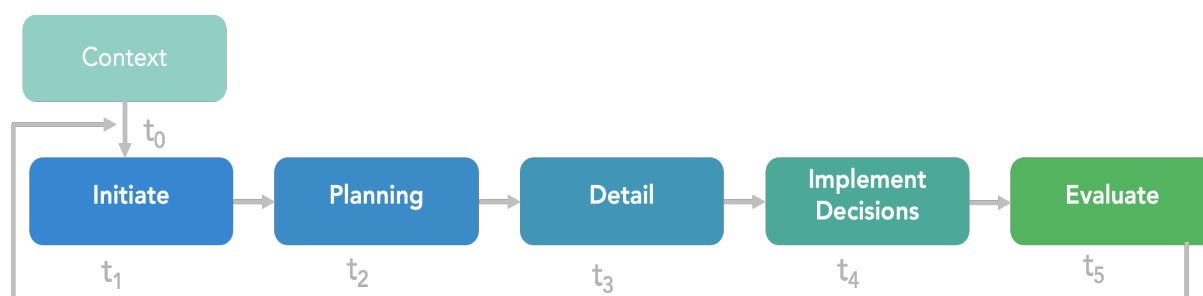 Context
t₀
Initiate
Planning
Detail
Implement
Decisions
Evaluate
t₁
t₂
t₃
t₄
t₅